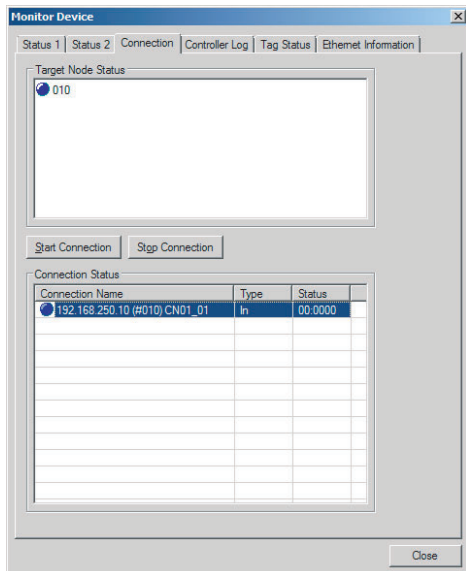 Monitor Device
Status 1 Status 2 Connection Controller Log Tag Status Ethernet Information
Target Node Status
010
Start Connection Stop Connection
Connection Status
Connection Name Type Status
192.168.250.10 (#010) CN01_01 In 00:0000
Close